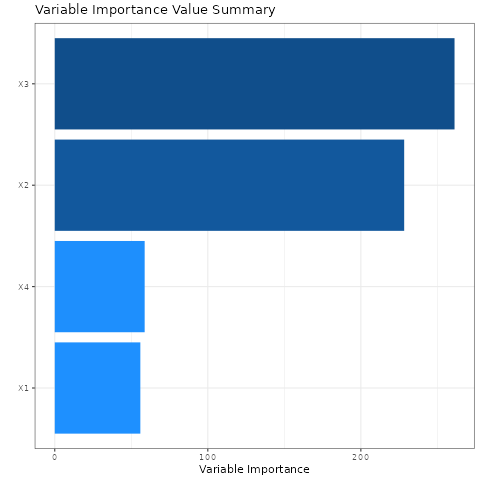 Variable Importance Value Summary
X3
X2
X4
X1
0 100 200
Variable Importance